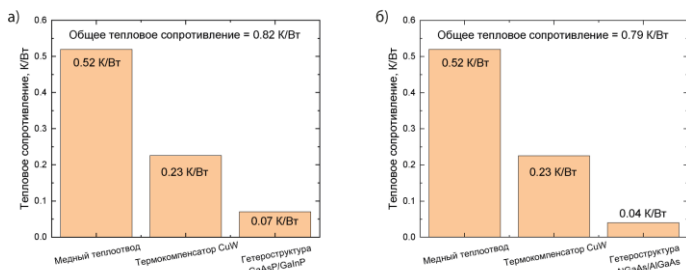 а)
Общее тепловое сопротивление = 0.82 К/Вт
Тепловое сопротивление, К/Вт
0.6
0.5
0.4
0.3
0.2
0.1
0.0
0.52 К/Вт
0.23 К/Вт
0.07 К/Вт
Медный теплоотвод
Термокомпенсатор CuW
Гетероструктура
GaAsP/GaInP
б)
Общее тепловое сопротивление = 0.79 К/Вт
Тепловое сопротивление, К/Вт
0.6
0.5
0.4
0.3
0.2
0.1
0.0
0.52 К/Вт
0.23 К/Вт
0.04 К/Вт
Медный теплоотвод
Термокомпенсатор CuW
Гетероструктура
AlGaAs/AlGaAs